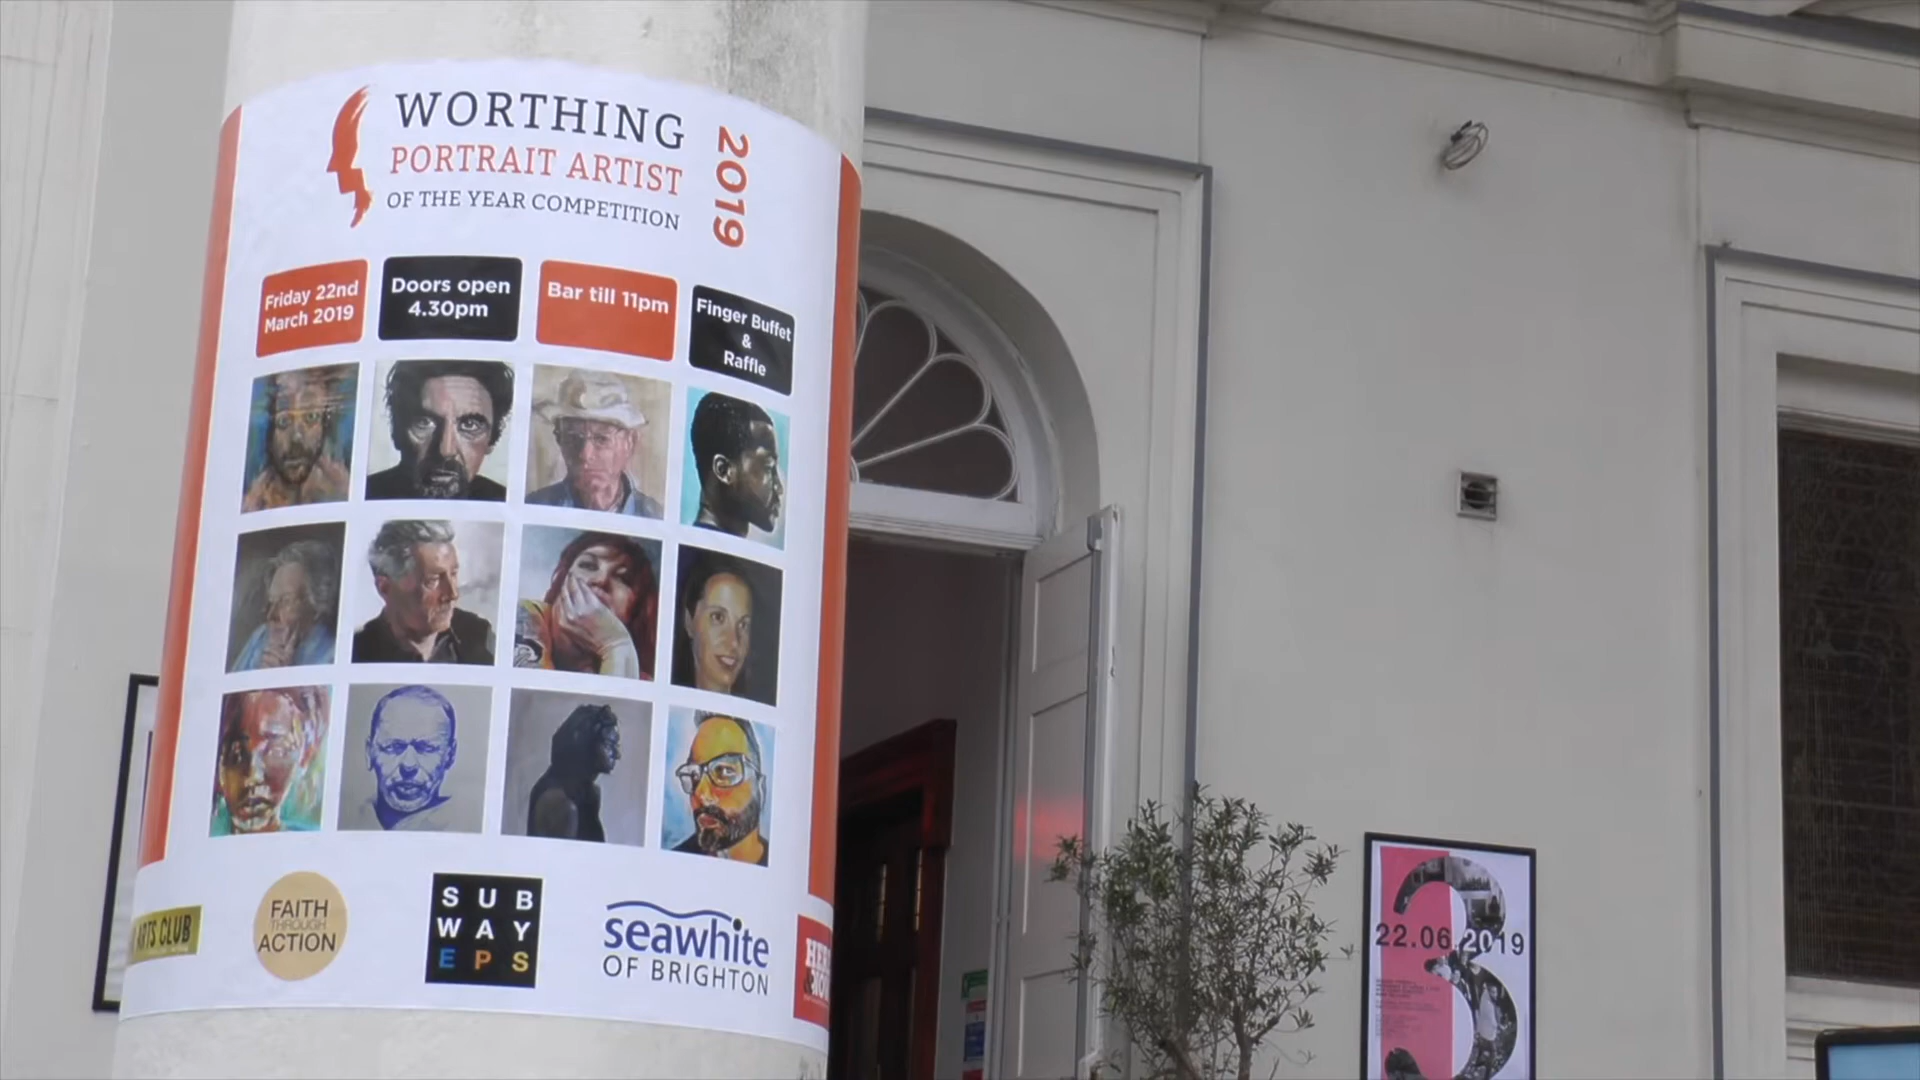 WORTHING
PORTRAIT ARTIST
OF THE YEAR COMPETITION
2019
Friday 22nd
March 2019
Doors open
4.30pm
Bar till 11pm
Finger Buffet
&
Raffle
ARTS CLUB
FAITH
THROUGH
ACTION
SUB
WAY
EPS
seawhite
OF BRIGHTON
3
22.06.2019